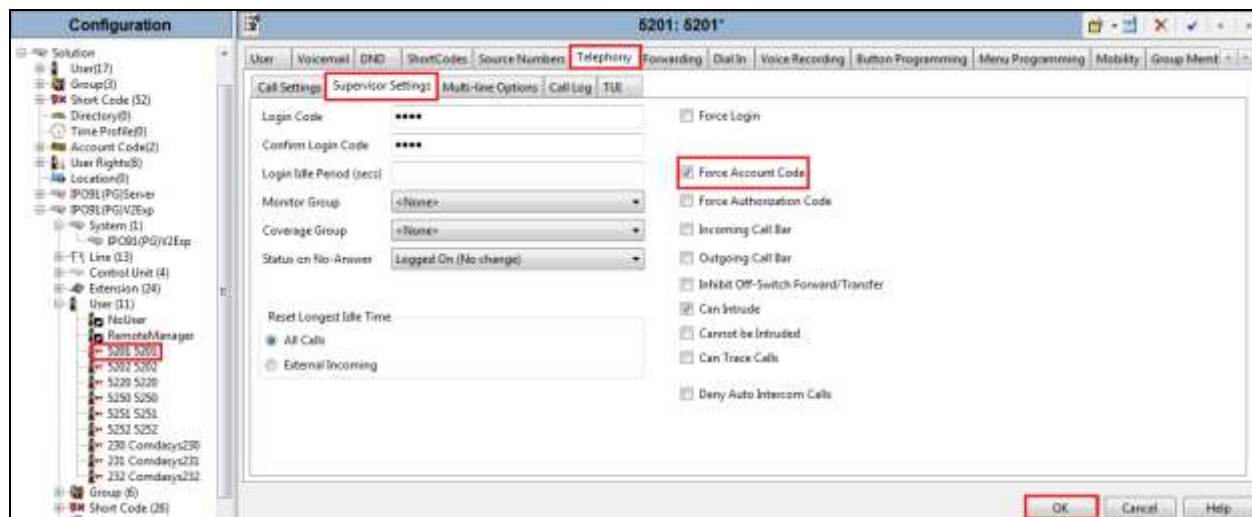 Configuration
Solution
User(17)
Group(3)
Short Code (52)
Directory(0)
Time Profile(0)
Account Code(2)
User Rights(8)
Location(0)
IPO91(PG)Server
IPO91(PG)V2Exp
System (1)
IPO91(PG)V2Exp
Line (13)
Control Unit (4)
Extension (24)
User (11)
NoUser
RemoteManager
5201 5201
5202 5202
5220 5220
5250 5250
5251 5251
5252 5252
230 Comdasys230
231 Comdasys231
232 Comdasys232
Group (6)
Short Code (26)
5201: 5201*
User Voicemail DND ShortCodes Source Numbers Telephony Forwarding Dial In Voice Recording Button Programming Menu Programming Mobility Group Memb
Call Settings Supervisor Settings Multi-line Options Call Log TUI
Login Code ●●●●
Confirm Login Code ●●●●
Login Idle Period (secs)
Monitor Group <None>
Coverage Group <None>
Status on No-Answer Logged On (No change)
Reset Longest Idle Time
All Calls
External Incoming
Force Login
Force Account Code
Force Authorization Code
Incoming Call Bar
Outgoing Call Bar
Inhibit Off-Switch Forward/Transfer
Can Intrude
Cannot be Intruded
Can Trace Calls
Deny Auto Intercom Calls
OK Cancel Help